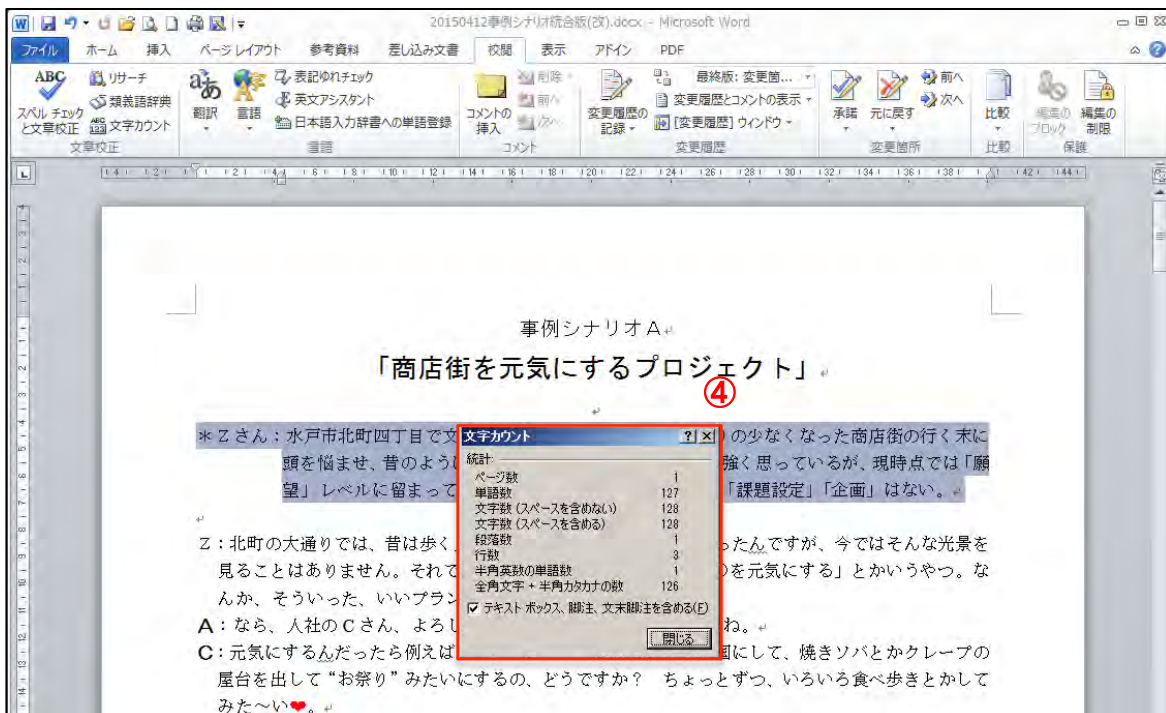 20150412事例シナリオ統合版(改).docx - Microsoft Word
ファイル ホーム 挿入 ページ レイアウト 参考資料 差し込み文書 校閲 表示 アドイン PDF
ABC スペル チェックと文章校正
リサーチ
類義語辞典
文字カウント
文章校正
翻訳
言語
表記ゆれチェック
英文アシスタント
日本語入力辞書への単語登録
言語
コメントの挿入
削除
前へ
次へ
コメント
変更履歴の記録
最終版: 変更箇...
変更履歴とコメントの表示
[変更履歴] ウィンドウ
変更履歴
承諾
元に戻す
前へ
次へ
変更箇所
比較
比較
編集のブロック
編集の制限
保護
事例シナリオA
「商店街を元気にするプロジェクト」
④
*Zさん:水戸市北町四丁目で文
の少なくなった商店街の行く末に
頭を悩ませ、昔のように
強く思っているが、現時点では「願
望」レベルに留まって
「課題設定」「企画」はない。
文字カウント
統計:
ページ数 1
単語数 127
文字数 (スペースを含めない) 128
文字数 (スペースを含める) 128
段落数 1
行数 3
半角英数の単語数 1
全角文字 + 半角カタカナの数 126
テキスト ボックス、脚注、文末脚注を含める(F)
閉じる
Z:北町の大通りでは、昔は歩く
ったんですが、今ではそんな光景を
見ることはありません。それで
を元気にする」とかいうやつ。な
んか、そういった、いいプラン
A:なら、人社のCさん、よろし
ね。
C:元気にするんだったら例えば
にして、焼きソバとかクレープの
屋台を出して“お祭り”みたいにするの、どうですか? ちょっとずつ、いろいろ食べ歩きとかして
みた~い❤。